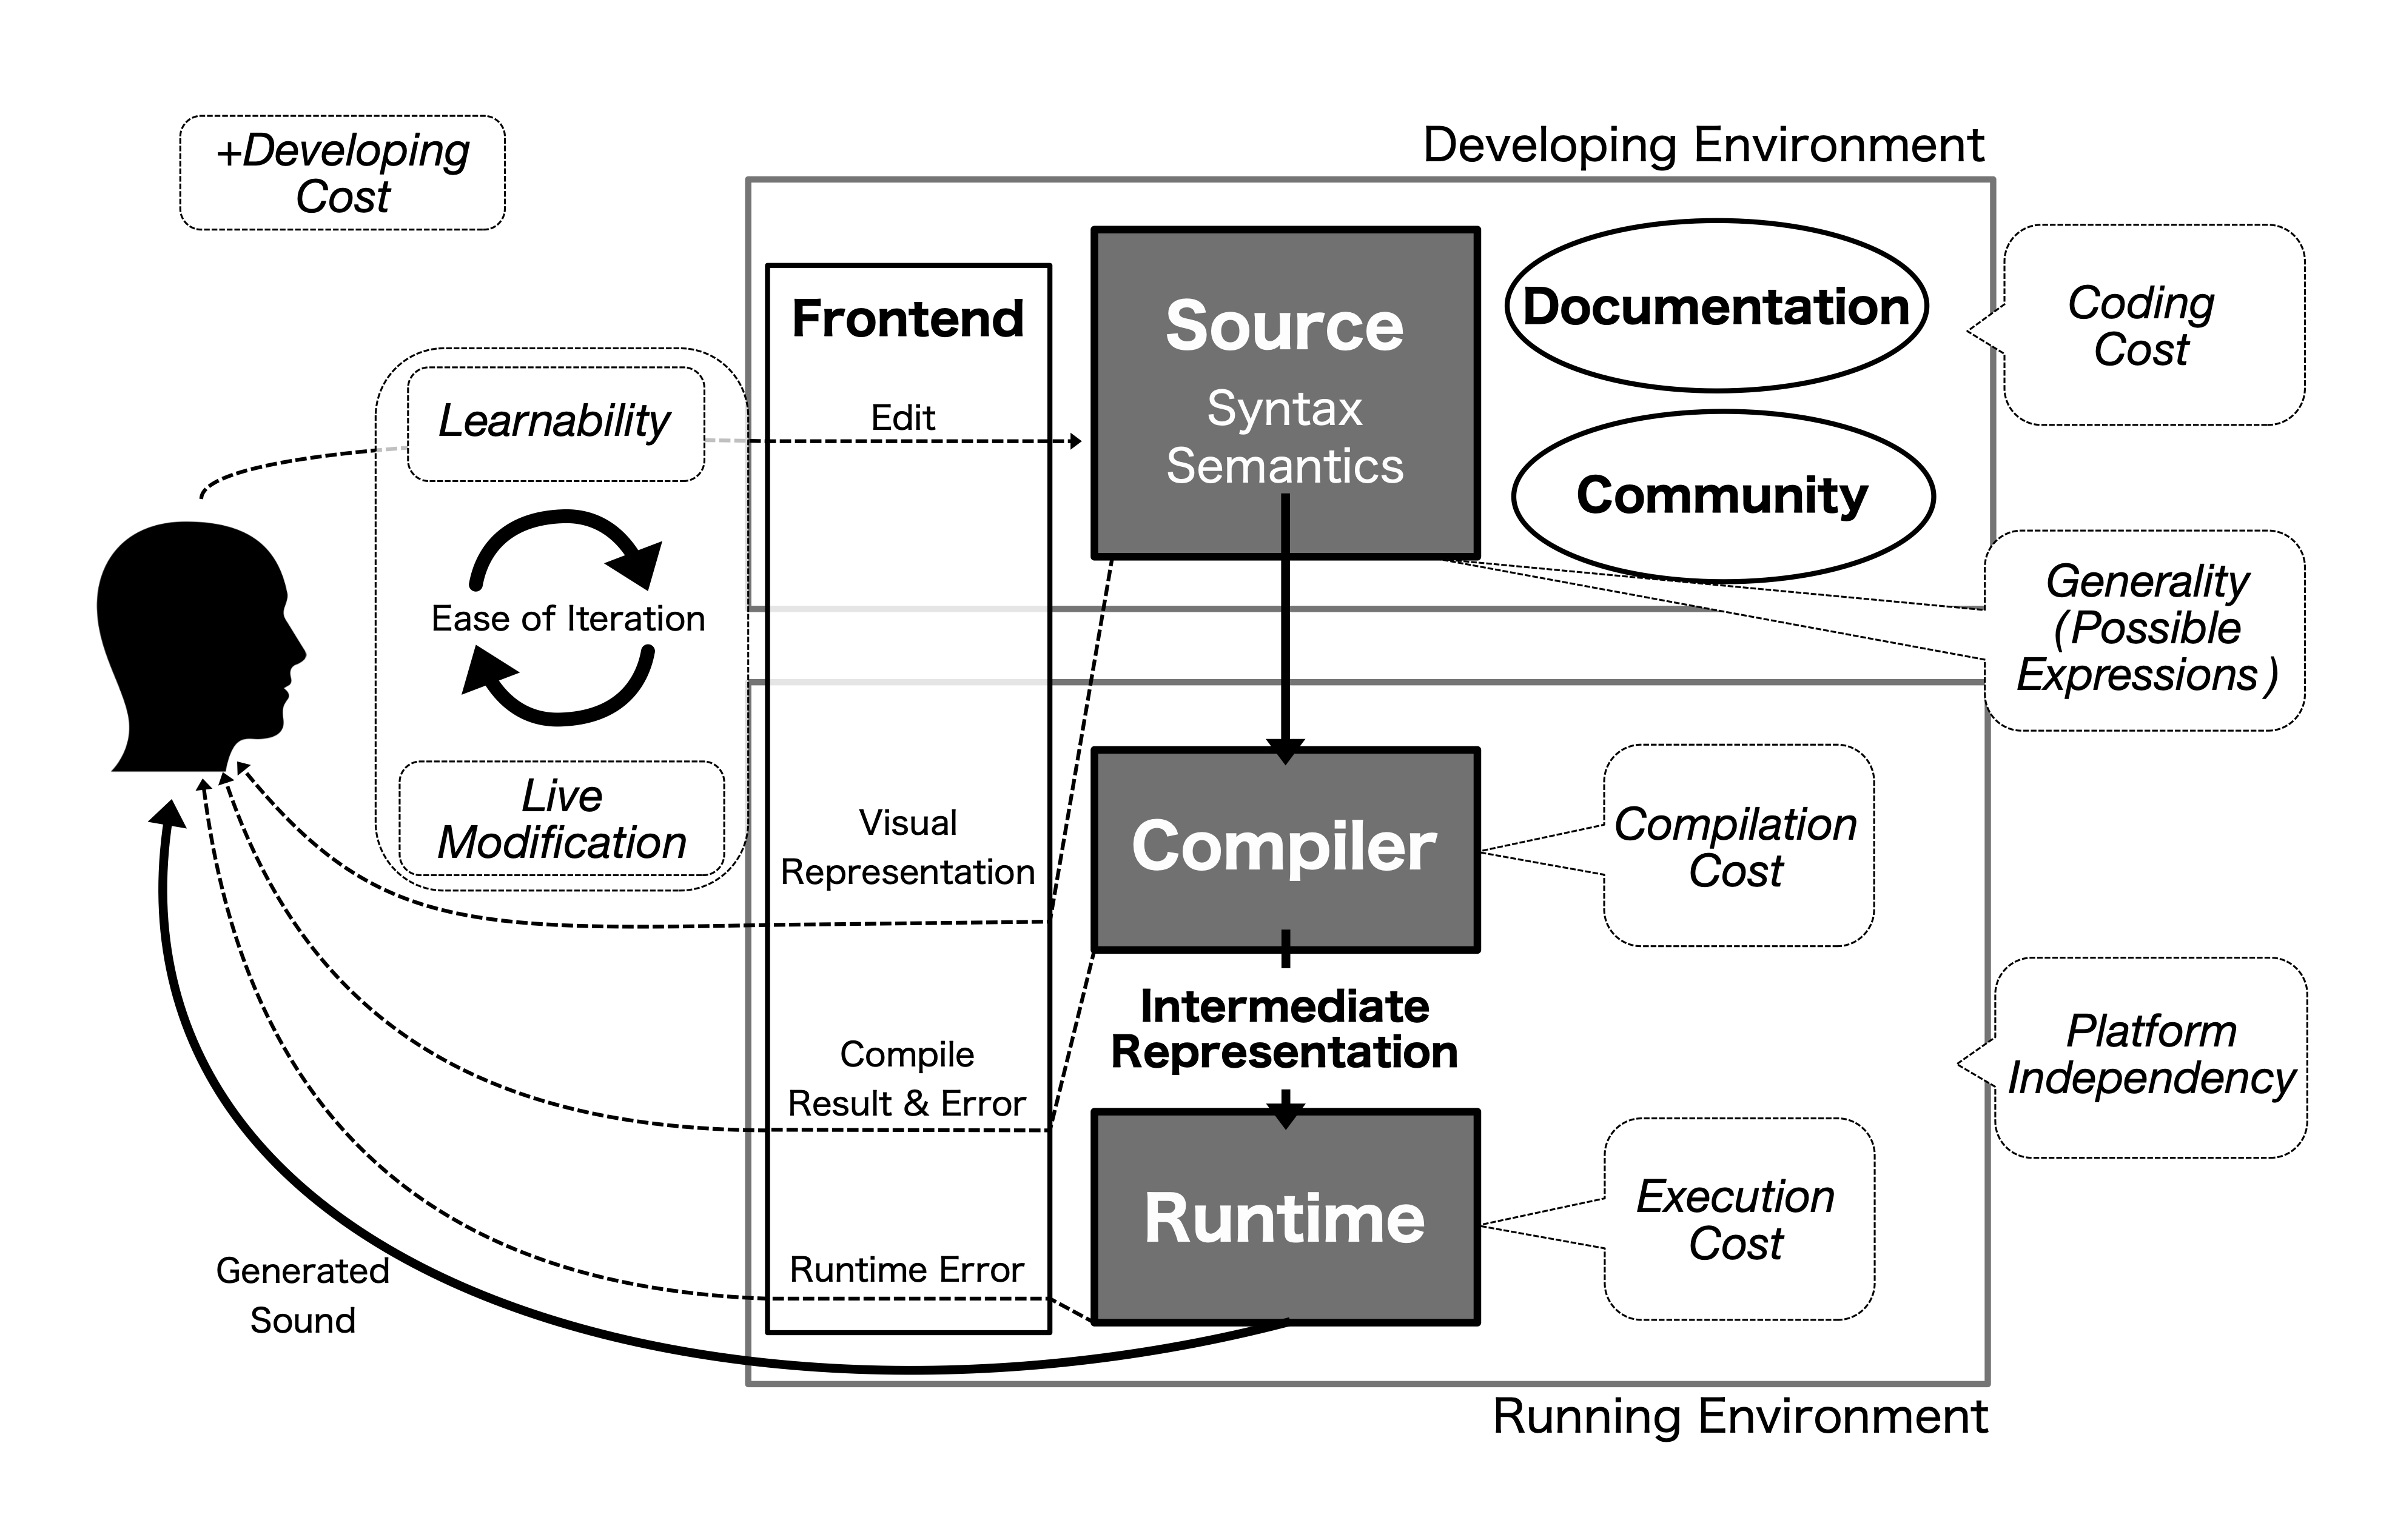 +Developing
Cost
Developing Environment
Frontend
Source
Syntax
Semantics
Documentation
Community
Coding
Cost
Learnability
Edit
Ease of Iteration
Live
Modification
Generality
(Possible
Expressions)
Visual
Representation
Compiler
Compilation
Cost
Intermediate
Representation
Compile
Result & Error
Platform
Independency
Runtime
Execution
Cost
Runtime Error
Generated
Sound
Running Environment